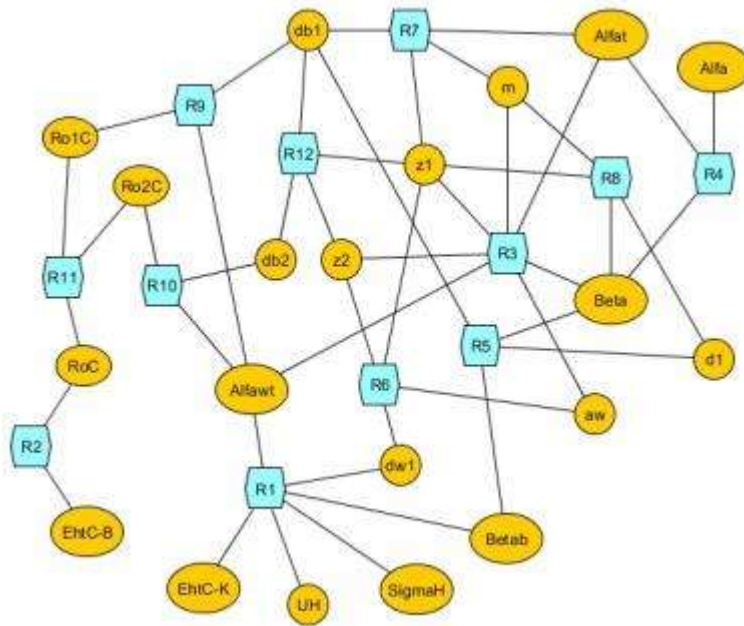 db1
R7
Alfat
Alfa
m
R9
Ro1C
R12
z1
R8
R4
Ro2C
R3
db2
z2
R11
R10
Beta
R5
RoC
d1
Alfawt
R6
aw
R2
dw1
R1
EhtC-B
Betab
EhtC-K
SigmaH
UH